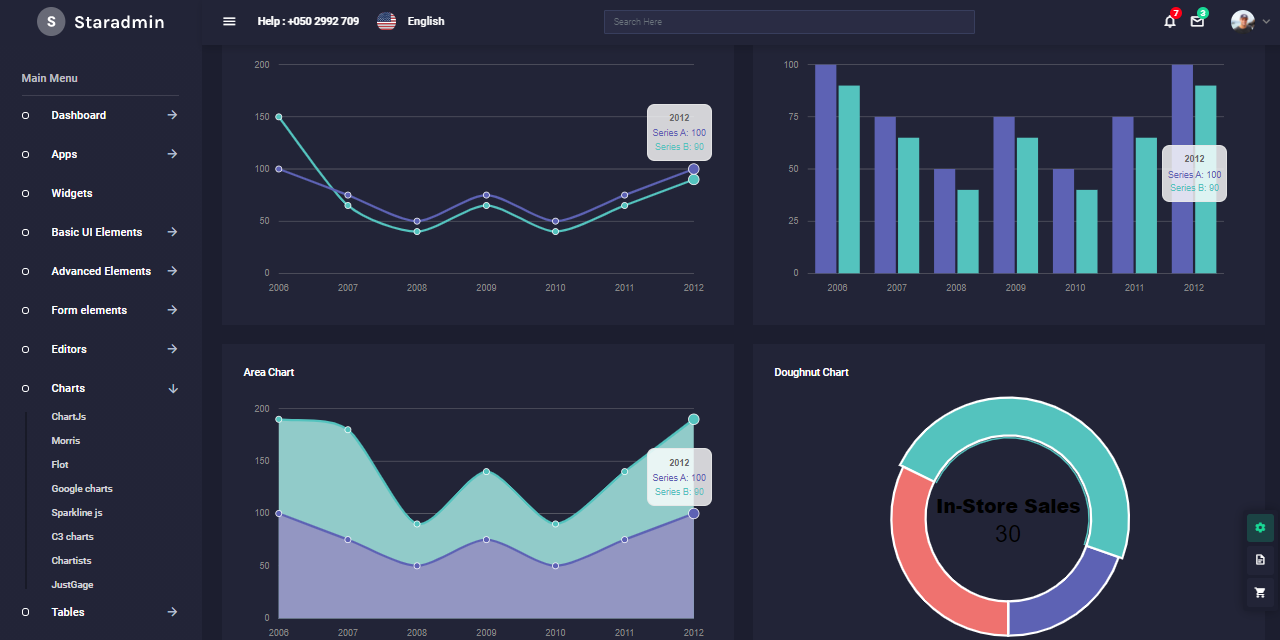 S Staradmin
Help : +050 2992 709
English
Search Here
7
3
Main Menu
Dashboard
Apps
Widgets
Basic UI Elements
Advanced Elements
Form elements
Editors
Charts
ChartJs
Morris
Flot
Google charts
Sparkline js
C3 charts
Chartists
JustGage
Tables
200
150
100
50
0
2006 2007 2008 2009 2010 2011 2012
2012
Series A: 100
Series B: 90
100
75
50
25
0
2006 2007 2008 2009 2010 2011 2012
2012
Series A: 100
Series B: 90
Area Chart
200
150
100
50
0
2006 2007 2008 2009 2010 2011 2012
2012
Series A: 100
Series B: 90
Doughnut Chart
In-Store Sales
30